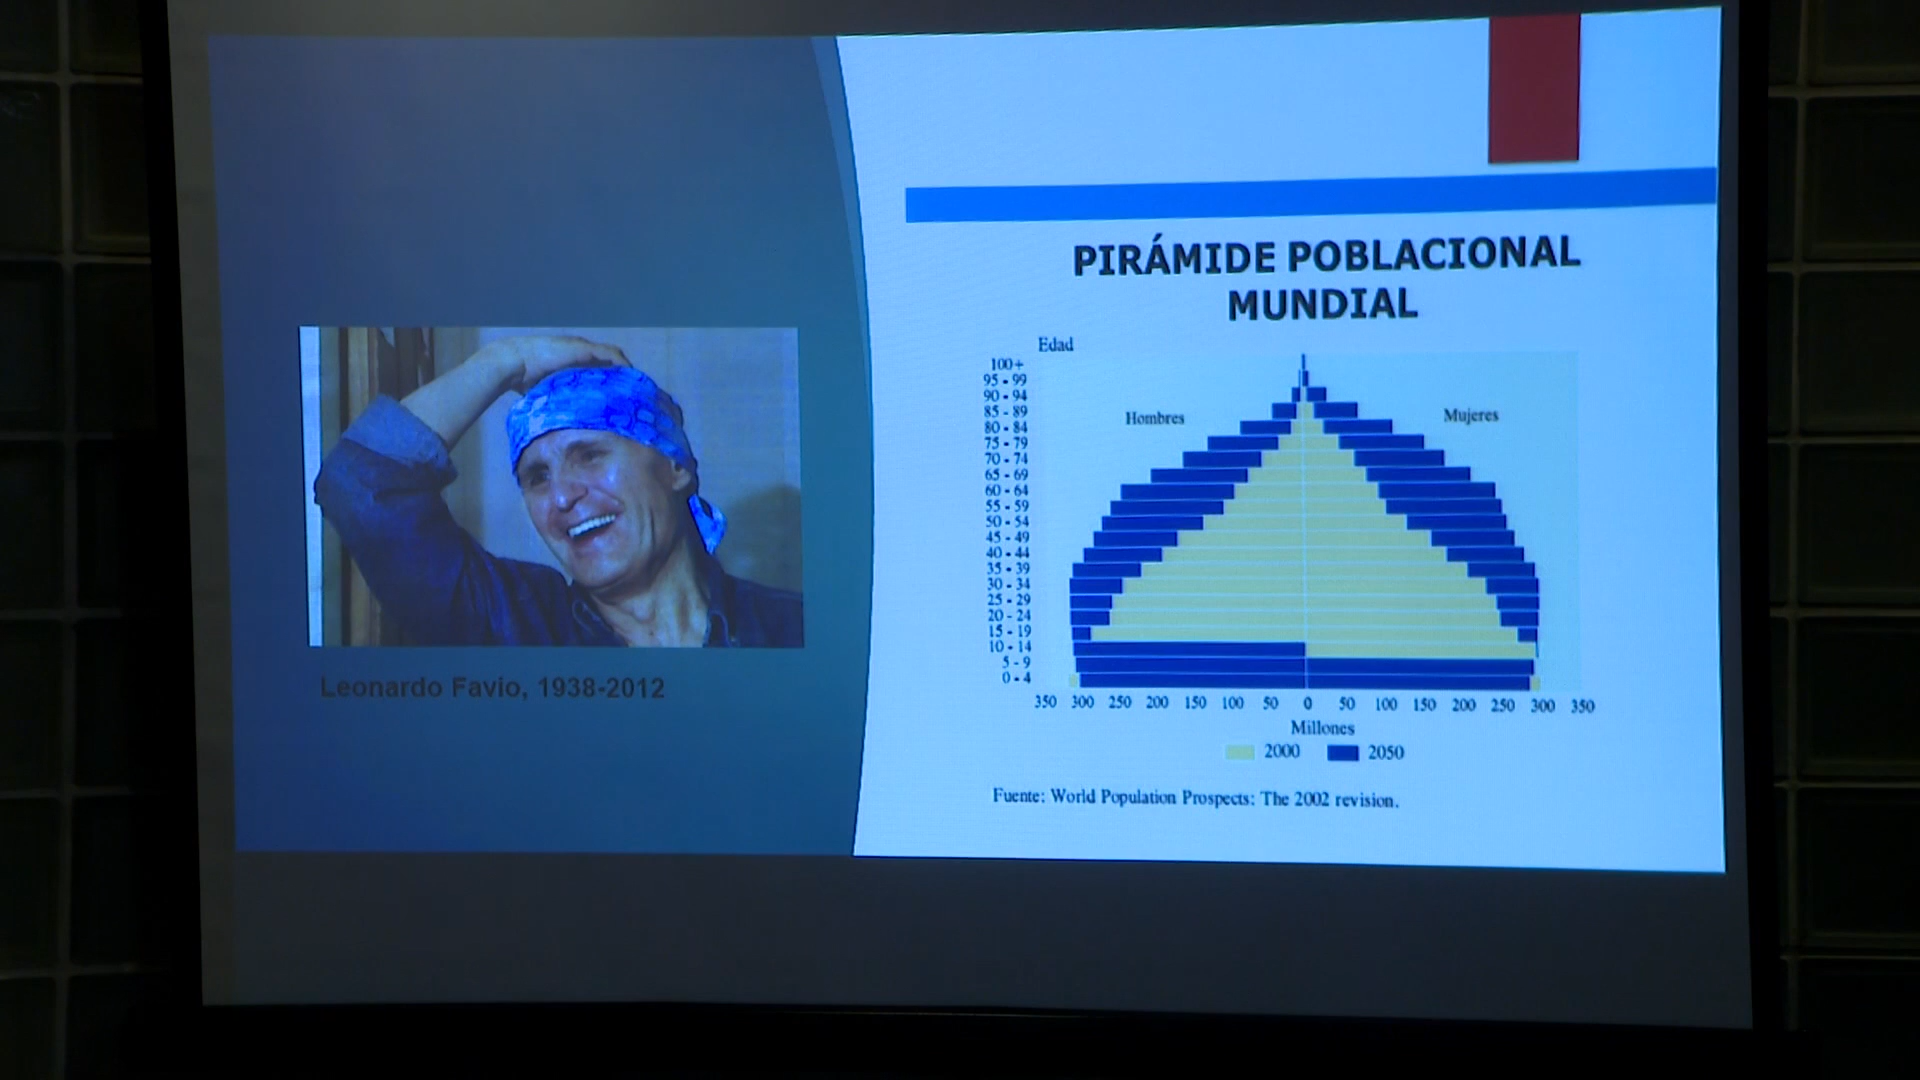 Leonardo Favio, 1938-2012
PIRÁMIDE POBLACIONAL
MUNDIAL
Edad
100+
95 - 99
90 - 94
85 - 89
80 - 84
75 - 79
70 - 74
65 - 69
60 - 64
55 - 59
50 - 54
45 - 49
40 - 44
35 - 39
30 - 34
25 - 29
20 - 24
15 - 19
10 - 14
5 - 9
0 - 4
Hombres
Mujeres
350 300 250 200 150 100 50 0 50 100 150 200 250 300 350
Millones
2000 2050
Fuente: World Population Prospects: The 2002 revision.